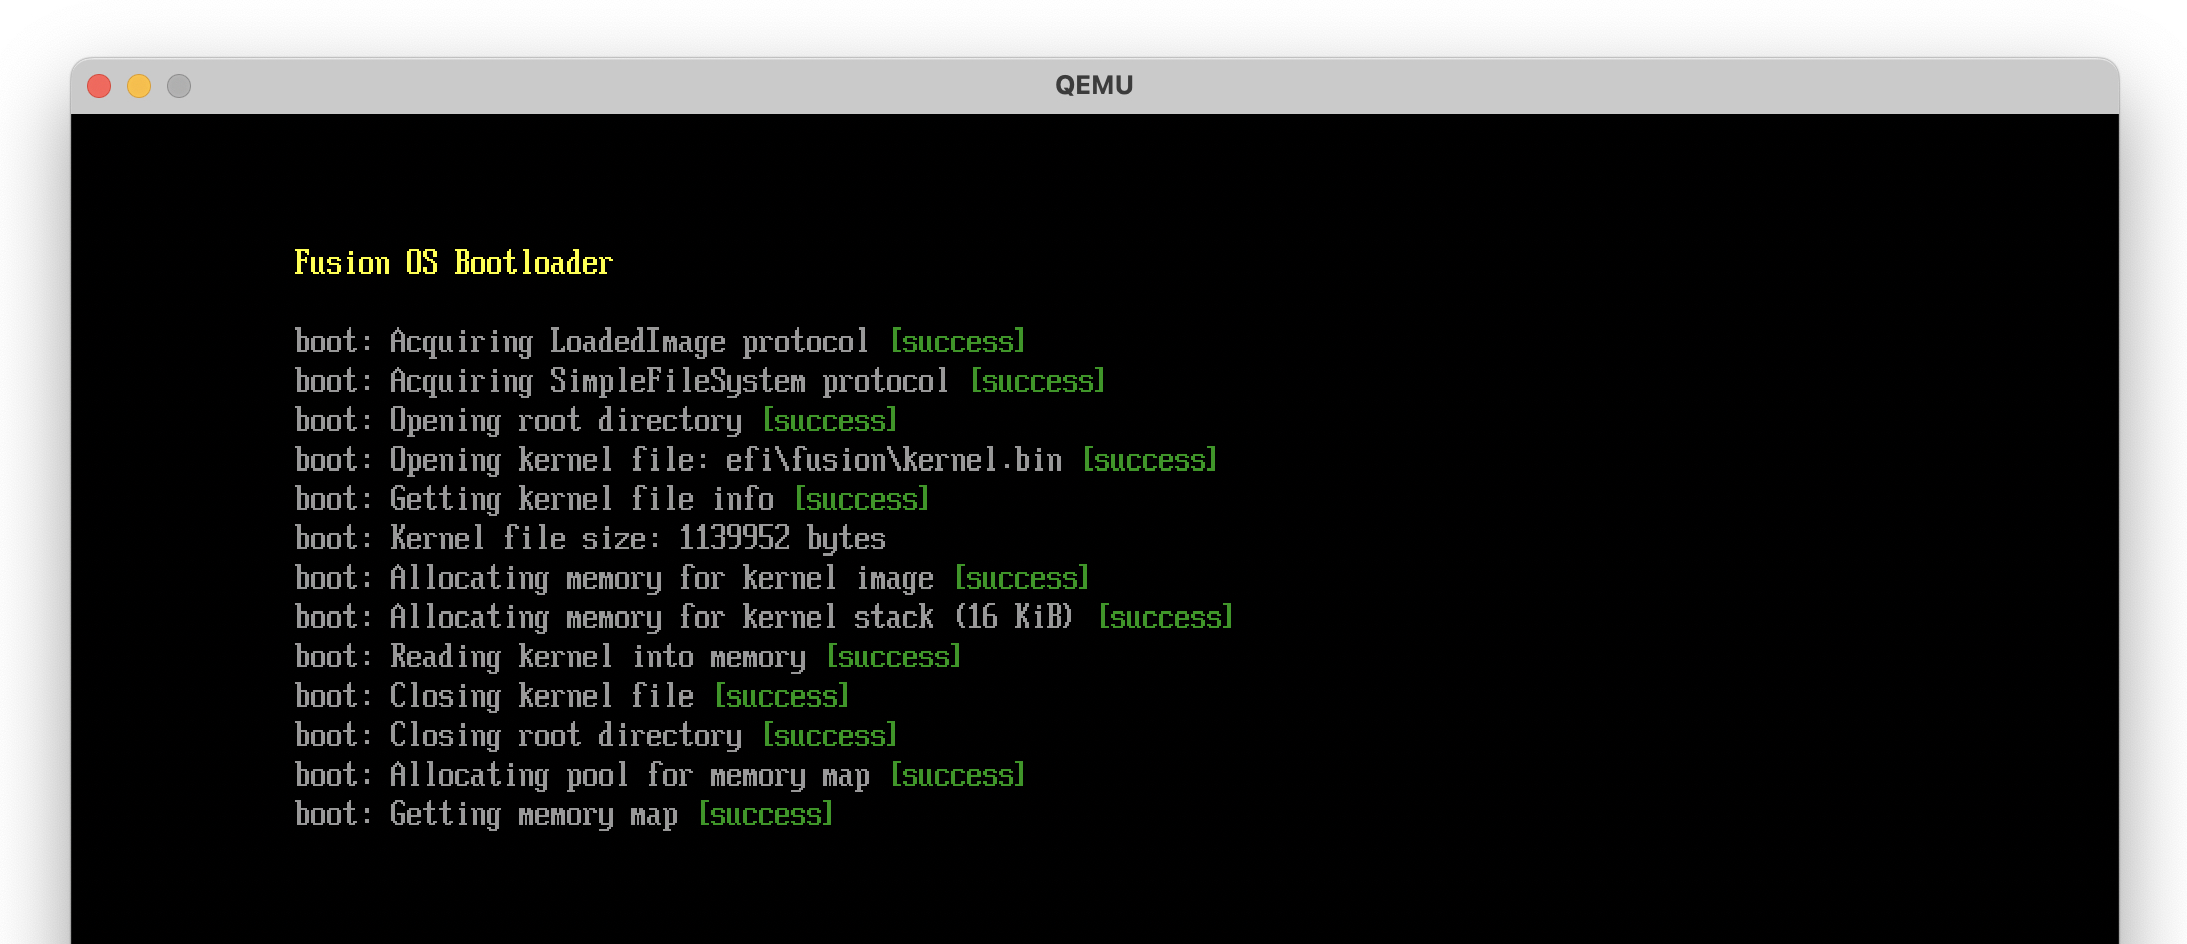 QEMU
Fusion OS Bootloader
boot: Acquiring LoadedImage protocol [success]
boot: Acquiring SimpleFileSystem protocol [success]
boot: Opening root directory [success]
boot: Opening kernel file: efi\fusion\kernel.bin [success]
boot: Getting kernel file info [success]
boot: Kernel file size: 1139952 bytes
boot: Allocating memory for kernel image [success]
boot: Allocating memory for kernel stack (16 KiB) [success]
boot: Reading kernel into memory [success]
boot: Closing kernel file [success]
boot: Closing root directory [success]
boot: Allocating pool for memory map [success]
boot: Getting memory map [success]